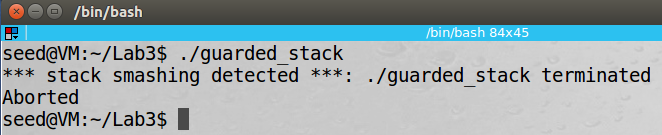 /bin/bash
/bin/bash 84x45
seed@VM:~/Lab3$ ./guarded_stack
*** stack smashing detected ***: ./guarded_stack terminated
Aborted
seed@VM:~/Lab3$